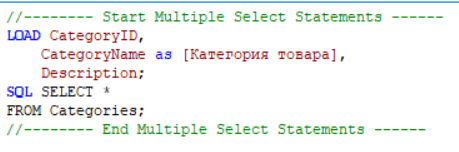 //-------- Start Multiple Select Statements ------
LOAD CategoryID,
CategoryName as [Категория товара],
Description;
SQL SELECT *
FROM Categories;
//-------- End Multiple Select Statements ------